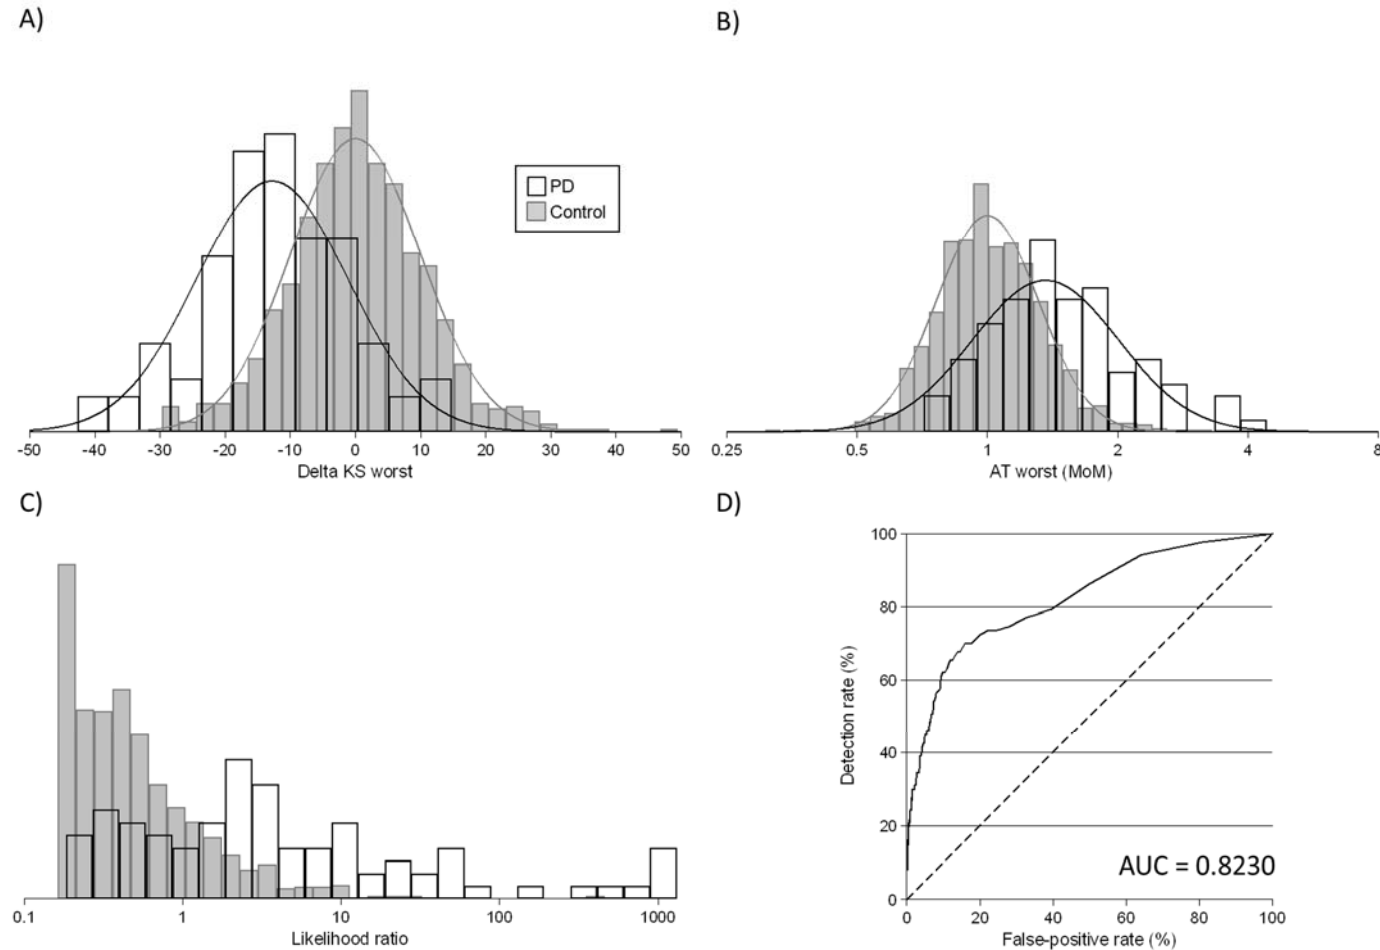 A)
B)
PD
Control
-50 -40 -30 -20 -10 0 10 20 30 40 50
Delta KS worst
0.25 0.5 1 2 4 8
AT worst (MoM)
C)
D)
0.1 1 10 100 1000
Likelihood ratio
100
80
60
40
20
0
Detection rate (%)
AUC = 0.8230
0 20 40 60 80 100
False-positive rate (%)